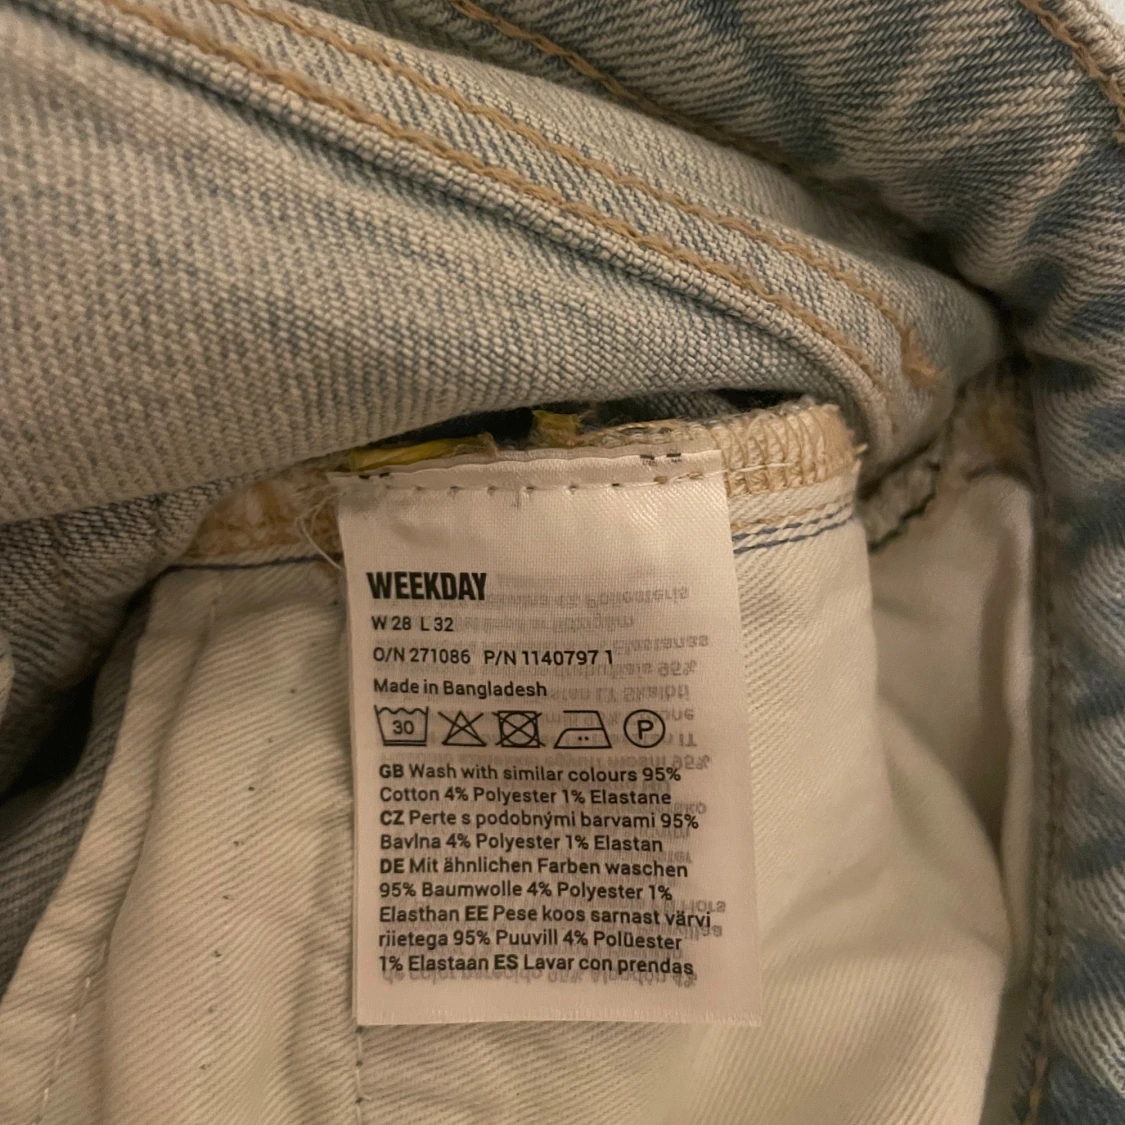 WEEKDAY
W 28 L 32
O/N 271086 P/N 1140797 1
Made in Bangladesh
30 P
GB Wash with similar colours 95%
Cotton 4% Polyester 1% Elastane
CZ Perte s podobnými barvami 95%
Bavlna 4% Polyester 1% Elastan
DE Mit ähnlichen Farben waschen
95% Baumwolle 4% Polyester 1%
Elasthan EE Pese koos sarnast värvi
riietega 95% Puuvill 4% Polüester
1% Elastaan ES Lavar con prendas